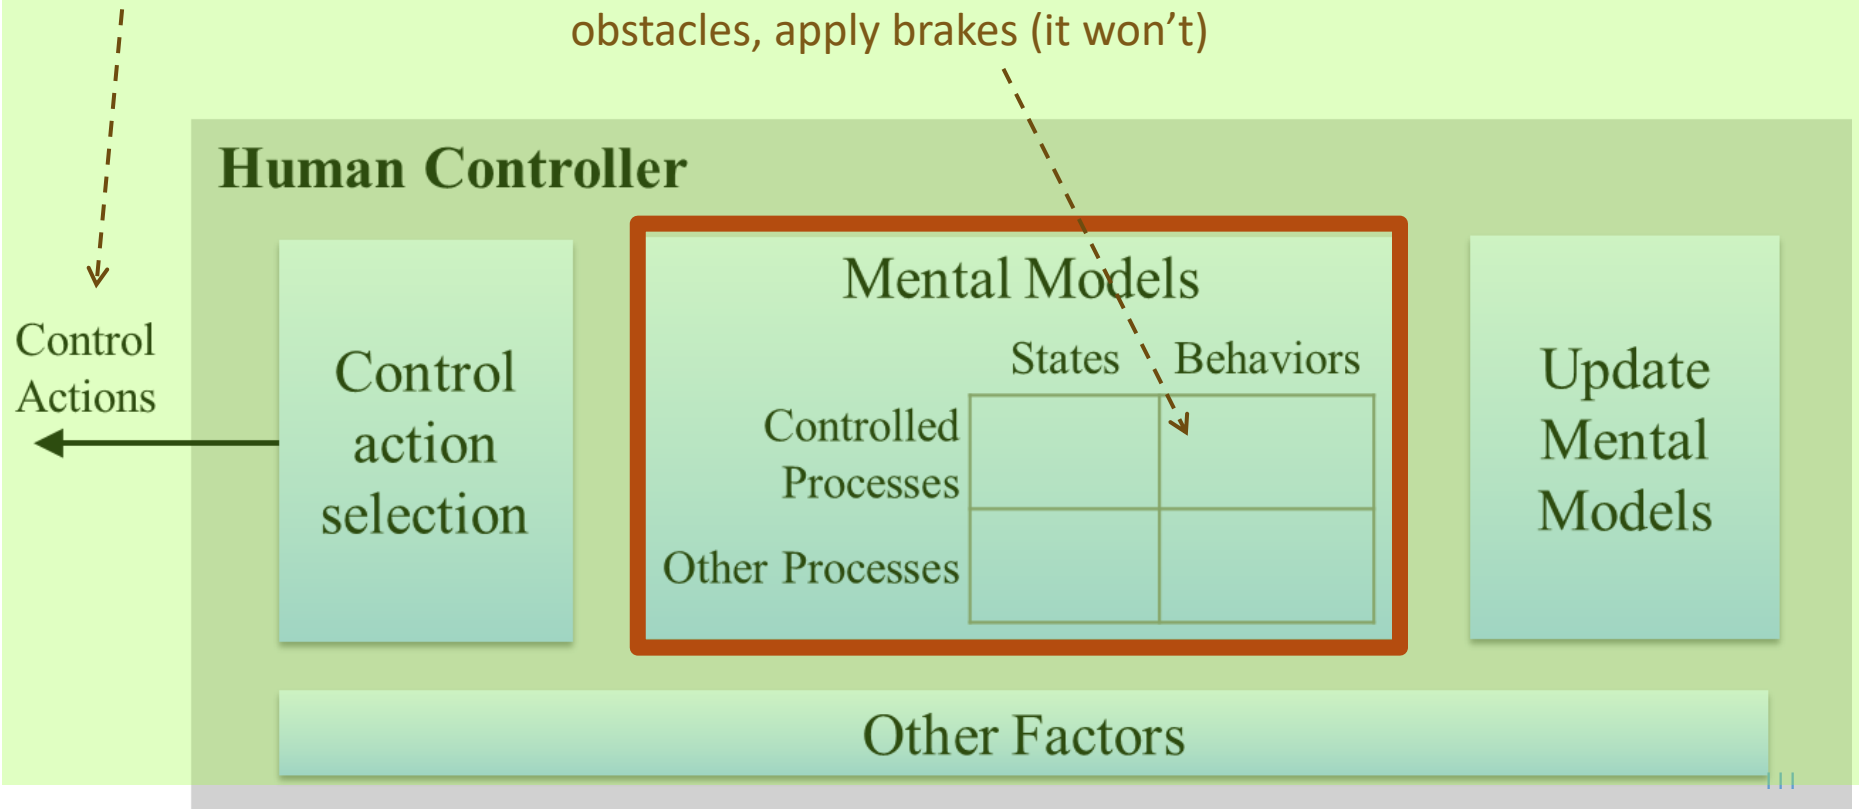 obstacles, apply brakes (it won’t)
Human Controller
Control
Actions
Control
action
selection
Mental Models
States Behaviors
Controlled
Processes
Other Processes
Update
Mental
Models
Other Factors